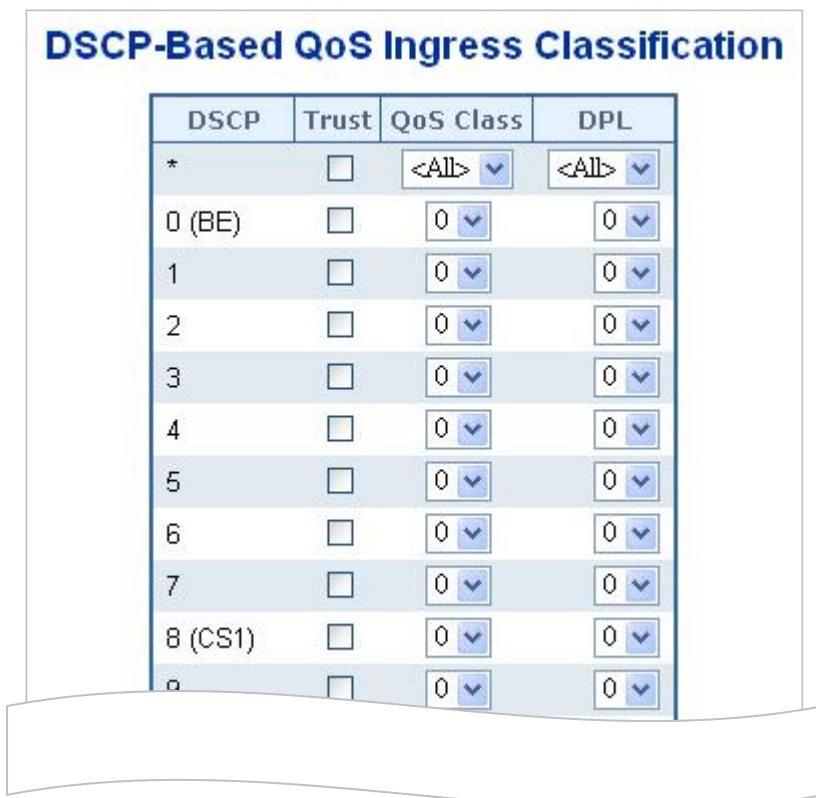 DSCP-Based QoS Ingress Classification
DSCP Trust QoS Class DPL
* <All> <All>
0 (BE) 0 0
1 0 0
2 0 0
3 0 0
4 0 0
5 0 0
6 0 0
7 0 0
8 (CS1) 0 0
9 0 0